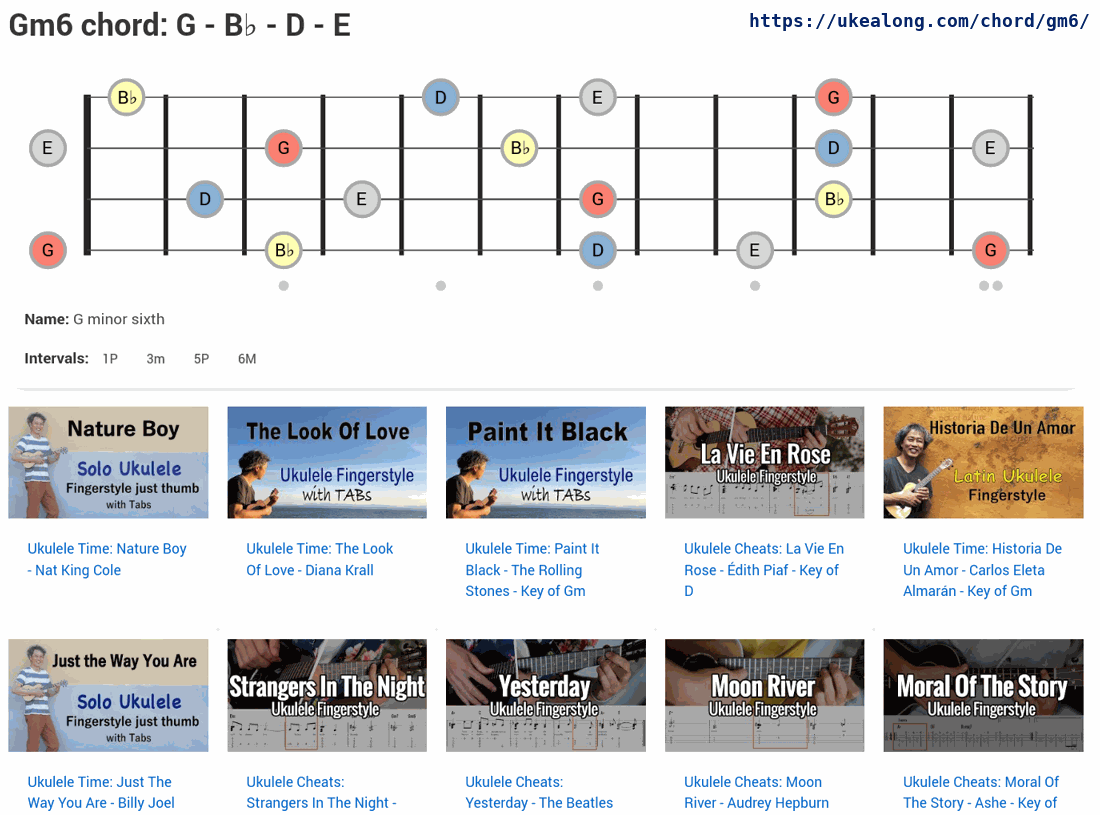 Gm6 chord: G - B♭ - D - E
https://ukealong.com/chord/gm6/
B♭ D E G
E G B♭ D E
D E G B♭
G B♭ D E G
Name: G minor sixth
Intervals: 1P 3m 5P 6M
Nature Boy
Solo Ukulele
Fingerstyle just thumb
with Tabs
The Look Of Love
Ukulele Fingerstyle
with TABs
Paint It Black
Ukulele Fingerstyle
with TABs
La Vie En Rose
Ukulele Fingerstyle
Historia De Un Amor
Latin Ukulele
Fingerstyle
Ukulele Time: Nature Boy
- Nat King Cole
Ukulele Time: The Look
Of Love - Diana Krall
Ukulele Time: Paint It
Black - The Rolling
Stones - Key of Gm
Ukulele Cheats: La Vie En
Rose - Édith Piaf - Key of
D
Ukulele Time: Historia De
Un Amor - Carlos Eleta
Almarán - Key of Gm
Just the Way You Are
Solo Ukulele
Fingerstyle just thumb
with Tabs
Strangers In The Night
Ukulele Fingerstyle
Yesterday
Ukulele Fingerstyle
Moon River
Ukulele Fingerstyle
Moral Of The Story
Ukulele Fingerstyle
Ukulele Time: Just The
Way You Are - Billy Joel
Ukulele Cheats:
Strangers In The Night -
Ukulele Cheats:
Yesterday - The Beatles
Ukulele Cheats: Moon
River - Audrey Hepburn
Ukulele Cheats: Moral Of
The Story - Ashe - Key of